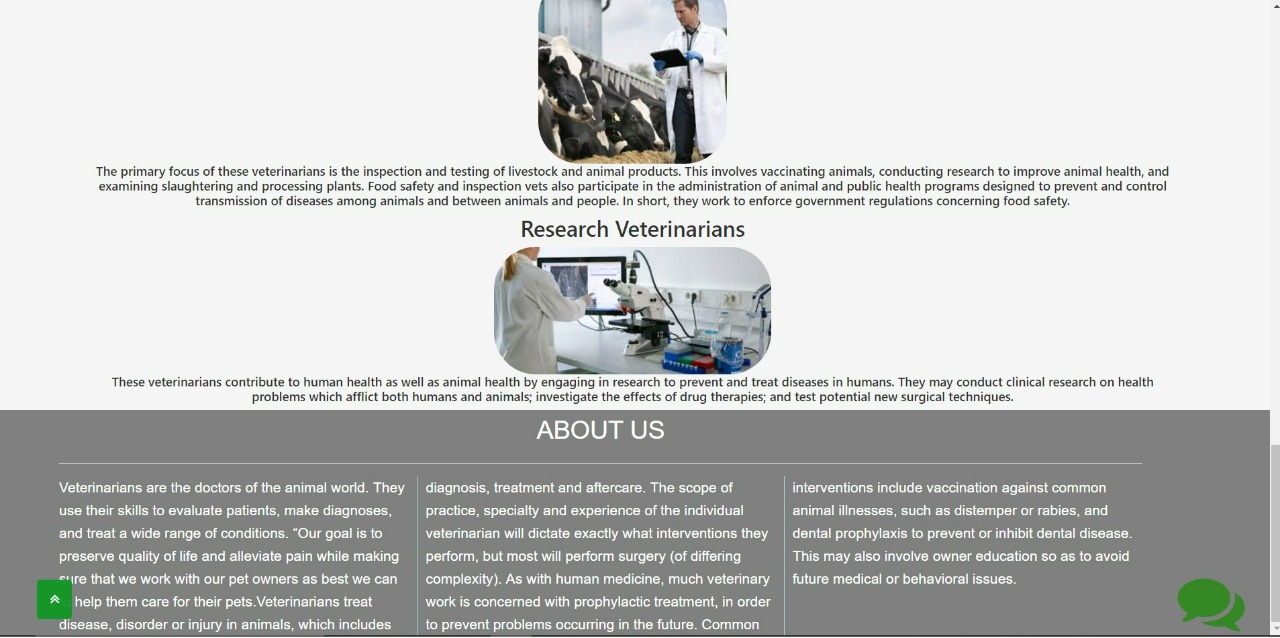 The primary focus of these veterinarians is the inspection and testing of livestock and animal products. This involves vaccinating animals, conducting research to improve animal health, and
examining slaughtering and processing plants. Food safety and inspection vets also participate in the administration of animal and public health programs designed to prevent and control
transmission of diseases among animals and between animals and people. In short, they work to enforce government regulations concerning food safety.
Research Veterinarians
These veterinarians contribute to human health as well as animal health by engaging in research to prevent and treat diseases in humans. They may conduct clinical research on health
problems which afflict both humans and animals; investigate the effects of drug therapies; and test potential new surgical techniques.
ABOUT US
Veterinarians are the doctors of the animal world. They
use their skills to evaluate patients, make diagnoses,
and treat a wide range of conditions. “Our goal is to
preserve quality of life and alleviate pain while making
sure that we work with our pet owners as best we can
help them care for their pets.Veterinarians treat
disease, disorder or injury in animals, which includes
diagnosis, treatment and aftercare. The scope of
practice, specialty and experience of the individual
veterinarian will dictate exactly what interventions they
perform, but most will perform surgery (of differing
complexity). As with human medicine, much veterinary
work is concerned with prophylactic treatment, in order
to prevent problems occurring in the future. Common
interventions include vaccination against common
animal illnesses, such as distemper or rabies, and
dental prophylaxis to prevent or inhibit dental disease.
This may also involve owner education so as to avoid
future medical or behavioral issues.